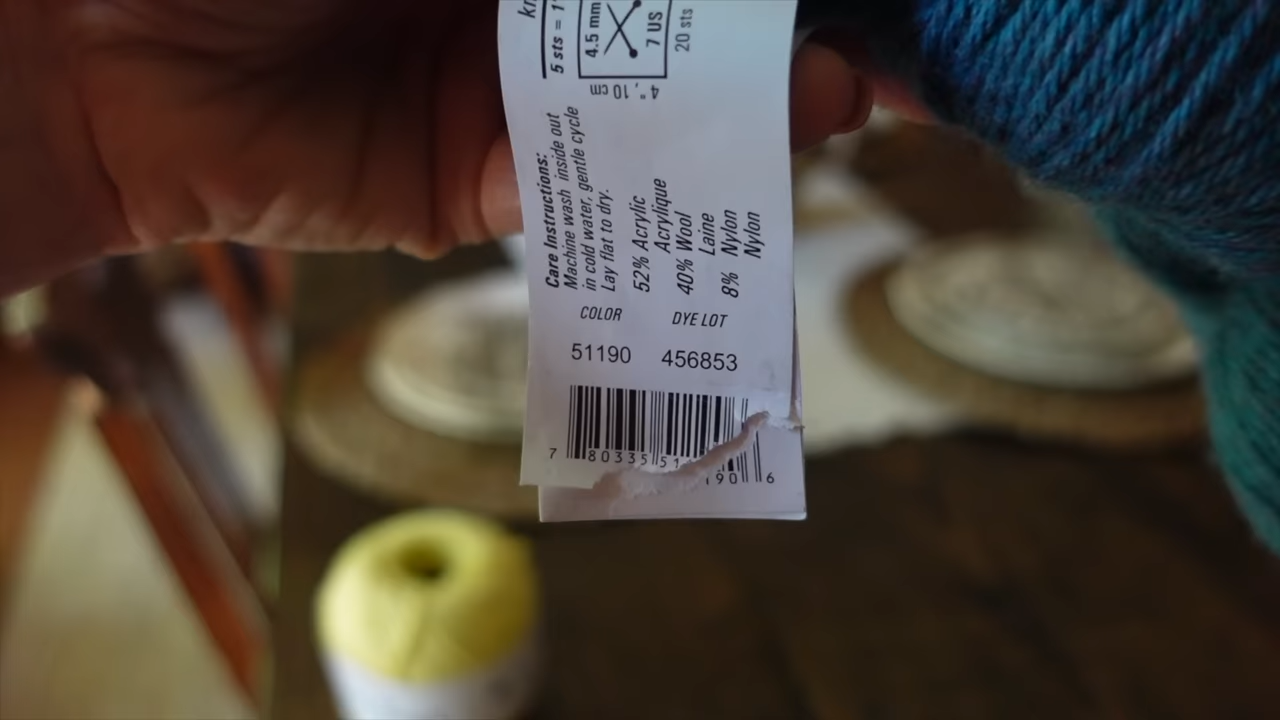 kn
5 sts = 1"
4.5 mm
7 US
20 sts
4", 10 cm
Care Instructions:
Machine wash inside out
in cold water, gentle cycle
Lay flat to dry.
52% Acrylic
Acrylique
40% Wool
Laine
8% Nylon
Nylon
COLOR DYE LOT
51190 456853
7 80335 51190 6